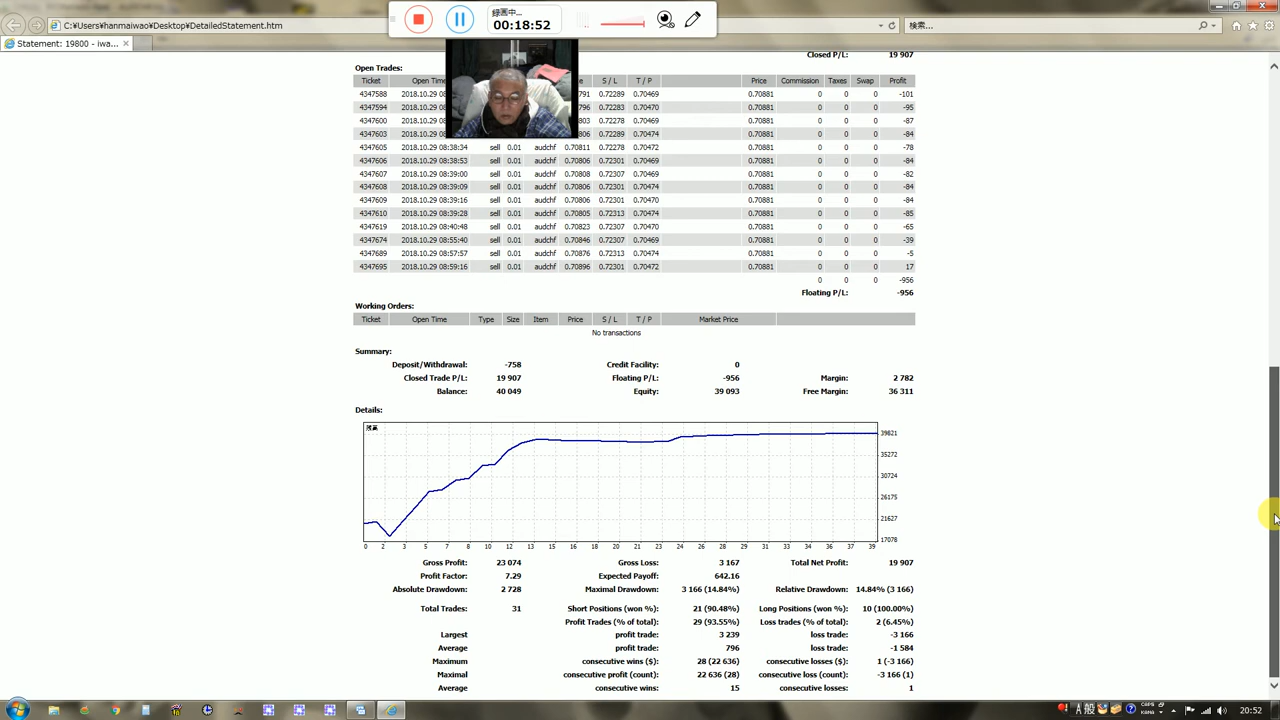 C:¥Users¥hanmaiwao¥Desktop¥DetailedStatement.htm
録画中...
00:18:52
検索...
Statement: 19800 - iwa...
Closed P/L: 19 907
Open Trades:
Ticket Open Time S / L T / P Price Commission Taxes Swap Profit
4347588 2018.10.29 08: 791 0.72289 0.70469 0.70881 0 0 0 -101
4347594 2018.10.29 08: 796 0.72283 0.70470 0.70881 0 0 0 -95
4347600 2018.10.29 08: 803 0.72278 0.70469 0.70881 0 0 0 -87
4347603 2018.10.29 08: 806 0.72289 0.70474 0.70881 0 0 0 -84
4347605 2018.10.29 08:38:34 sell 0.01 audchf 0.70811 0.72278 0.70472 0.70881 0 0 0 -78
4347606 2018.10.29 08:38:53 sell 0.01 audchf 0.70806 0.72301 0.70469 0.70881 0 0 0 -84
4347607 2018.10.29 08:39:00 sell 0.01 audchf 0.70808 0.72307 0.70469 0.70881 0 0 0 -82
4347608 2018.10.29 08:39:09 sell 0.01 audchf 0.70806 0.72301 0.70474 0.70881 0 0 0 -84
4347609 2018.10.29 08:39:16 sell 0.01 audchf 0.70806 0.72301 0.70470 0.70881 0 0 0 -84
4347610 2018.10.29 08:39:28 sell 0.01 audchf 0.70805 0.72313 0.70474 0.70881 0 0 0 -85
4347619 2018.10.29 08:40:48 sell 0.01 audchf 0.70823 0.72307 0.70470 0.70881 0 0 0 -65
4347674 2018.10.29 08:55:40 sell 0.01 audchf 0.70846 0.72307 0.70469 0.70881 0 0 0 -39
4347689 2018.10.29 08:57:57 sell 0.01 audchf 0.70876 0.72313 0.70474 0.70881 0 0 0 -5
4347695 2018.10.29 08:59:16 sell 0.01 audchf 0.70896 0.72301 0.70472 0.70881 0 0 0 17
0 0 0 -956
Floating P/L: -956
Working Orders:
Ticket Open Time Type Size Item Price S / L T / P Market Price
No transactions
Summary:
Deposit/Withdrawal: -758 Credit Facility: 0
Closed Trade P/L: 19 907 Floating P/L: -956 Margin: 2 782
Balance: 40 049 Equity: 39 093 Free Margin: 36 311
Details:
残高
39821
35272
30724
26175
21627
17078
0 2 3 5 7 8 10 12 13 15 16 18 20 21 23 24 26 28 29 31 33 34 36 37 39
Gross Profit: 23 074 Gross Loss: 3 167 Total Net Profit: 19 907
Profit Factor: 7.29 Expected Payoff: 642.16
Absolute Drawdown: 2 728 Maximal Drawdown: 3 166 (14.84%) Relative Drawdown: 14.84% (3 166)
Total Trades: 31 Short Positions (won %): 21 (90.48%) Long Positions (won %): 10 (100.00%)
Profit Trades (% of total): 29 (93.55%) Loss trades (% of total): 2 (6.45%)
Largest profit trade: 3 239 loss trade: -3 166
Average profit trade: 796 loss trade: -1 584
Maximum consecutive wins ($): 28 (22 636) consecutive losses ($): 1 (-3 166)
Maximal consecutive profit (count): 22 636 (28) consecutive loss (count): -3 166 (1)
Average consecutive wins: 15 consecutive losses: 1
A 般
CAPS
KANA
20:52